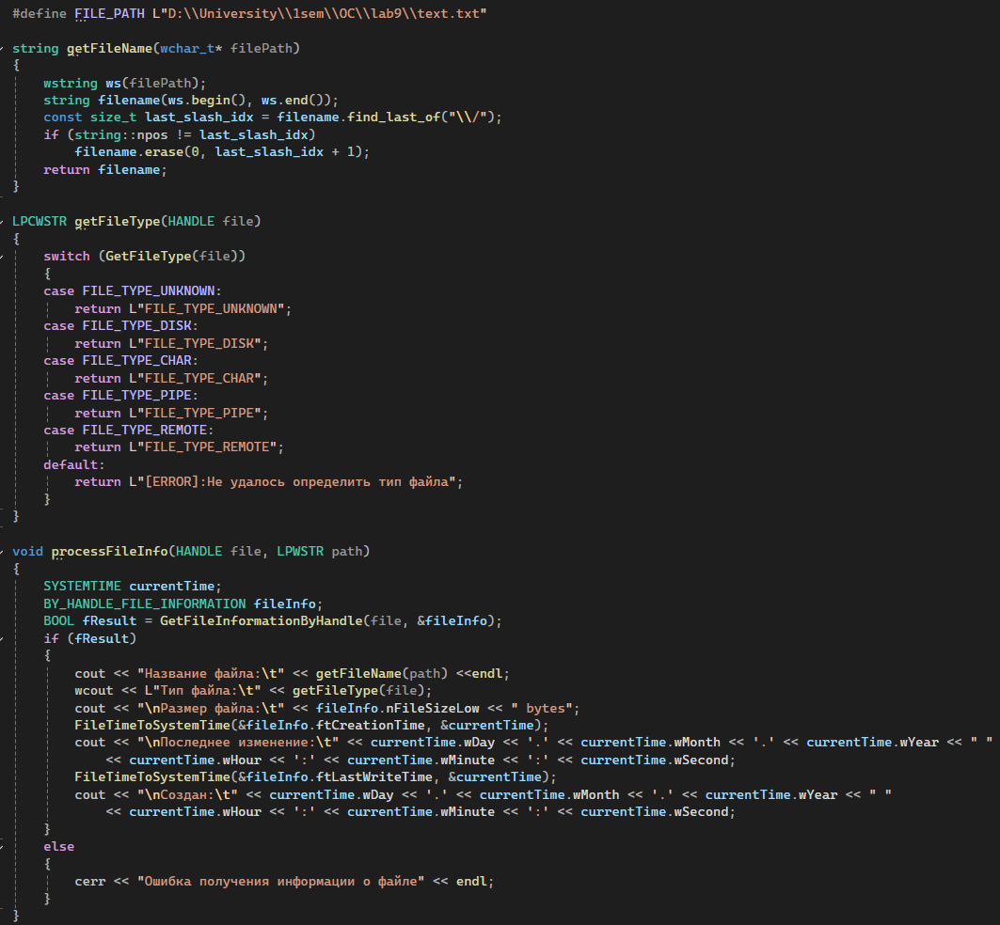 #define FILE_PATH L"D:\\University\\1sem\\OC\\lab9\\text.txt"
string getFileName(wchar_t* filePath)
{
    wstring ws(filePath);
    string filename(ws.begin(), ws.end());
    const size_t last_slash_idx = filename.find_last_of("\\/");
    if (string::npos != last_slash_idx)
        filename.erase(0, last_slash_idx + 1);
    return filename;
}
LPCWSTR getFileType(HANDLE file)
{
    switch (GetFileType(file))
    {
    case FILE_TYPE_UNKNOWN:
        return L"FILE_TYPE_UNKNOWN";
    case FILE_TYPE_DISK:
        return L"FILE_TYPE_DISK";
    case FILE_TYPE_CHAR:
        return L"FILE_TYPE_CHAR";
    case FILE_TYPE_PIPE:
        return L"FILE_TYPE_PIPE";
    case FILE_TYPE_REMOTE:
        return L"FILE_TYPE_REMOTE";
    default:
        return L"[ERROR]:Не удалось определить тип файла";
    }
}
void processFileInfo(HANDLE file, LPWSTR path)
{
    SYSTEMTIME currentTime;
    BY_HANDLE_FILE_INFORMATION fileInfo;
    BOOL fResult = GetFileInformationByHandle(file, &fileInfo);
    if (fResult)
    {
        cout << "Название файла:\t" << getFileName(path) <<endl;
        wcout << L"Тип файла:\t" << getFileType(file);
        cout << "\nРазмер файла:\t" << fileInfo.nFileSizeLow << " bytes";
        FileTimeToSystemTime(&fileInfo.ftCreationTime, &currentTime);
        cout << "\nПоследнее изменение:\t" << currentTime.wDay << '.' << currentTime.wMonth << '.' << currentTime.wYear << " "
            << currentTime.wHour << ':' << currentTime.wMinute << ':' << currentTime.wSecond;
        FileTimeToSystemTime(&fileInfo.ftLastWriteTime, &currentTime);
        cout << "\nСоздан:\t" << currentTime.wDay << '.' << currentTime.wMonth << '.' << currentTime.wYear << " "
            << currentTime.wHour << ':' << currentTime.wMinute << ':' << currentTime.wSecond;
    }
    else
    {
        cerr << "Ошибка получения информации о файле" << endl;
    }
}